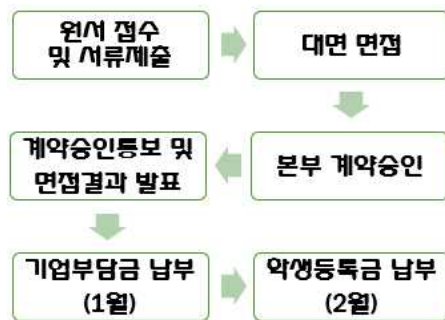 원서 접수
및 서류제출
대면 면접
본부 계약승인
계약승인통보 및
면접결과 발표
기업부담금 납부
(1월)
학생등록금 납부
(2월)